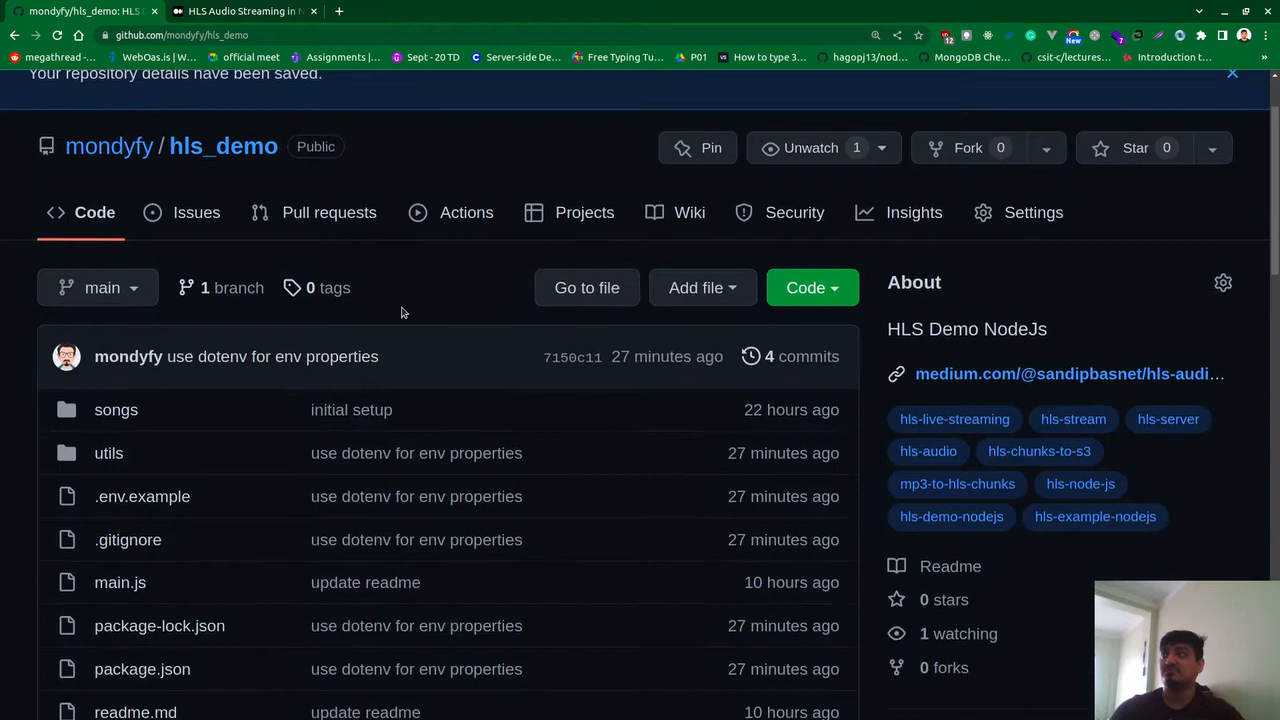 mondyfy/hls_demo: HLS D
HLS Audio Streaming in N
github.com/mondyfy/hls_demo
12
New
7
megathread -...
WebOas.is | W...
official meet
Assignments |...
Sept - 20 TD
Server-side De...
Free Typing Tu...
P01
How to type 3...
hagopj13/nod...
MongoDB Che...
csit-c/lectures...
Introduction t...
»
Your repository details have been saved.
mondyfy / hls_demo Public
Pin
Unwatch 1
Fork 0
Star 0
Code
Issues
Pull requests
Actions
Projects
Wiki
Security
Insights
Settings
main
1 branch
0 tags
Go to file
Add file
Code
mondyfy use dotenv for env properties 7150c11 27 minutes ago 4 commits
songs initial setup 22 hours ago
utils use dotenv for env properties 27 minutes ago
.env.example use dotenv for env properties 27 minutes ago
.gitignore use dotenv for env properties 27 minutes ago
main.js update readme 10 hours ago
package-lock.json use dotenv for env properties 27 minutes ago
package.json use dotenv for env properties 27 minutes ago
readme.md update readme 10 hours ago
About
HLS Demo NodeJs
medium.com/@sandipbasnet/hls-audi...
hls-live-streaming hls-stream hls-server
hls-audio hls-chunks-to-s3
mp3-to-hls-chunks hls-node-js
hls-demo-nodejs hls-example-nodejs
Readme
0 stars
1 watching
0 forks